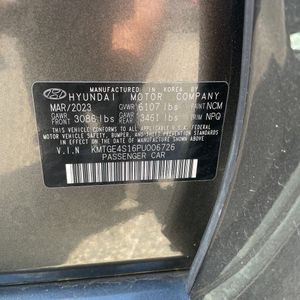 MANUFACTURED IN KOREA BY
HYUNDAI MOTOR COMPANY
MAR/2023 GVWR 6107 lbs PAINT NCM
GAWR FRONT 3086 lbs GAWR REAR 3461 lbs TRIM NPQ
THIS VEHICLE CONFORMS TO ALL APPLICABLE U.S. FEDERAL MOTOR VEHICLE SAFETY, BUMPER, AND THEFT PREVENTION STANDARDS IN EFFECT ON THE DATE OF MANUFACTURE SHOWN ABOVE.
V.I.N KMTGE4S16PU006726
PASSENGER CAR